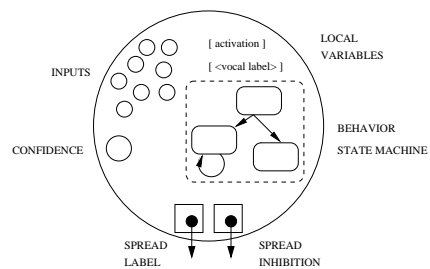 [ activation ]
[ <vocal label> ]
LOCAL
VARIABLES
INPUTS
CONFIDENCE
BEHAVIOR
STATE MACHINE
SPREAD
LABEL
SPREAD
INHIBITION